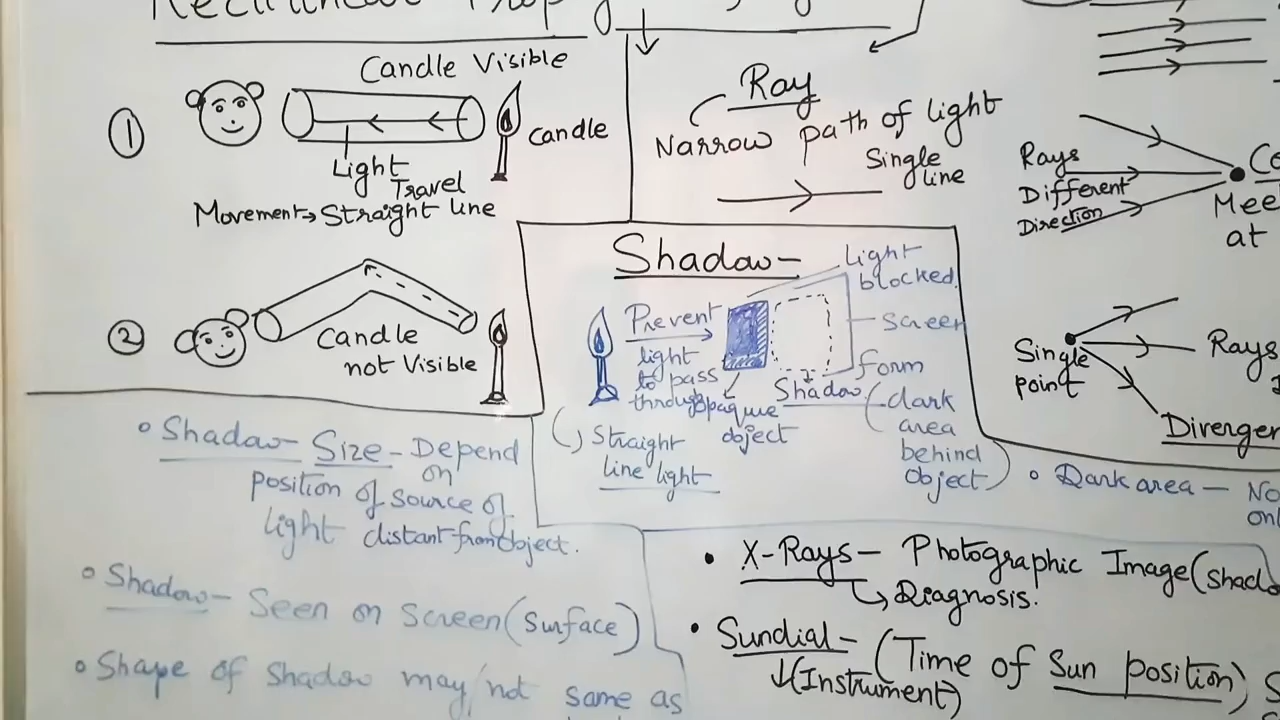 Candle Visible
1
Candle
Light
Travel
Movement → Straight line
2
Candle
not Visible
Ray
Narrow path of light
Single
line
Rays
Different
Direction
Meet
at
Single
point
Rays
Shadow -
Light
blocked.
Prevent
light
to pass
through
opaque
object
Screen
form
Shadow
dark
area
behind
object
Straight
line light
• Shadow Size - Depend
on
position of source of
light distant from object.
• Shadow - Seen on Screen (Surface)
• Shape of Shadow may/not same as
• Dark area - No
• X-Rays - Photographic Image (shado
↳ Diagnosis.
• Sundial - (Time of Sun position)
↓ (Instrument)